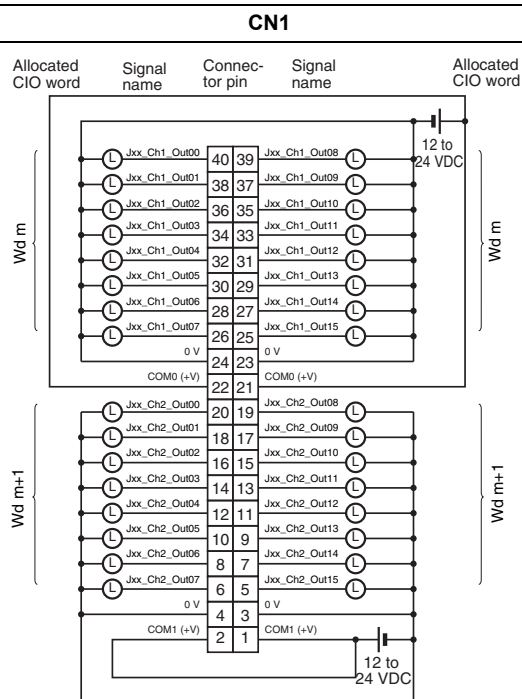 CN1
Allocated CIO word
Signal name
Connec-tor pin
Signal name
Allocated CIO word
12 to
24 VDC
Jxx_Ch1_Out00 40 39 Jxx_Ch1_Out08
L L
Jxx_Ch1_Out01 38 37 Jxx_Ch1_Out09
L L
Jxx_Ch1_Out02 36 35 Jxx_Ch1_Out10
L L
Jxx_Ch1_Out03 34 33 Jxx_Ch1_Out11
L L
Jxx_Ch1_Out04 32 31 Jxx_Ch1_Out12
L L
Jxx_Ch1_Out05 30 29 Jxx_Ch1_Out13
L L
Jxx_Ch1_Out06 28 27 Jxx_Ch1_Out14
L L
Jxx_Ch1_Out07 26 25 Jxx_Ch1_Out15
L L
Wd m
Wd m
0 V 24 23 0 V
COM0 (+V) 22 21 COM0 (+V)
Jxx_Ch2_Out00 20 19 Jxx_Ch2_Out08
L L
Jxx_Ch2_Out01 18 17 Jxx_Ch2_Out09
L L
Jxx_Ch2_Out02 16 15 Jxx_Ch2_Out10
L L
Jxx_Ch2_Out03 14 13 Jxx_Ch2_Out11
L L
Jxx_Ch2_Out04 12 11 Jxx_Ch2_Out12
L L
Jxx_Ch2_Out05 10 9 Jxx_Ch2_Out13
L L
Jxx_Ch2_Out06 8 7 Jxx_Ch2_Out14
L L
Jxx_Ch2_Out07 6 5 Jxx_Ch2_Out15
L L
Wd m+1
Wd m+1
0 V 4 3 0 V
COM1 (+V) 2 1 COM1 (+V)
12 to
24 VDC